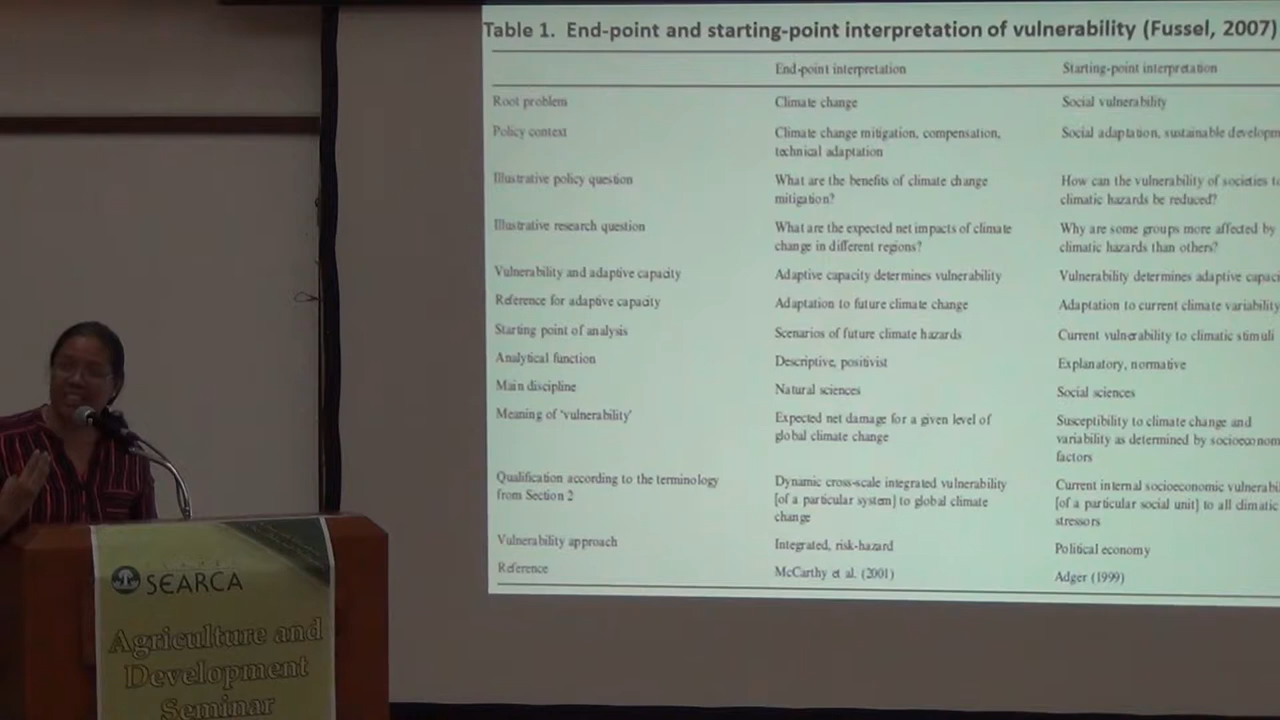 Table 1. End-point and starting-point interpretation of vulnerability (Fussel, 2007)
End-point interpretation Starting-point interpretation
Root problem Climate change Social vulnerability
Policy context Climate change mitigation, compensation, Social adaptation, sustainable developm
technical adaptation
Illustrative policy question What are the benefits of climate change How can the vulnerability of societies to
mitigation? climatic hazards be reduced?
Illustrative research question What are the expected net impacts of climate Why are some groups more affected by
change in different regions? climatic hazards than others?
Vulnerability and adaptive capacity Adaptive capacity determines vulnerability Vulnerability determines adaptive capaci
Reference for adaptive capacity Adaptation to future climate change Adaptation to current climate variability
Starting point of analysis Scenarios of future climate hazards Current vulnerability to climatic stimuli
Analytical function Descriptive, positivist Explanatory, normative
Main discipline Natural sciences Social sciences
Meaning of 'vulnerability' Expected net damage for a given level of Susceptibility to climate change and
global climate change variability as determined by socioeconom
factors
Qualification according to the terminology Dynamic cross-scale integrated vulnerability Current internal socioeconomic vulnerabi
from Section 2 [of a particular system] to global climate [of a particular social unit] to all climatic
change stressors
Vulnerability approach Integrated, risk-hazard Political economy
Reference McCarthy et al. (2001) Adger (1999)
SEARCA
Agriculture and
Development
Seminar